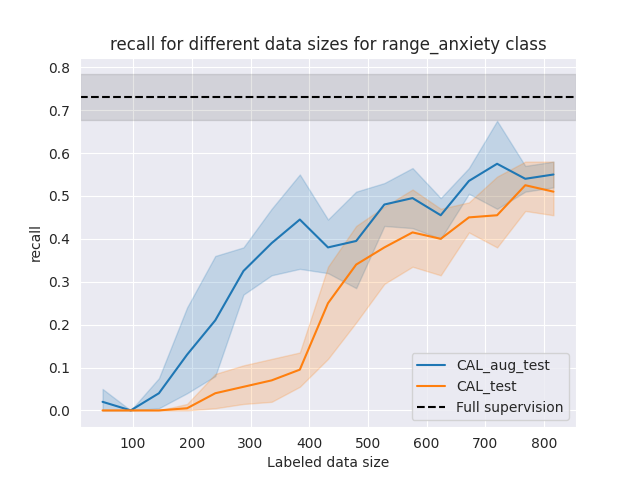 recall for different data sizes for range_anxiety class
0.8
0.7
0.6
0.5
0.4
0.3
0.2
0.1
0.0
recall
100 200 300 400 500 600 700 800
Labeled data size
CAL_aug_test
CAL_test
Full supervision